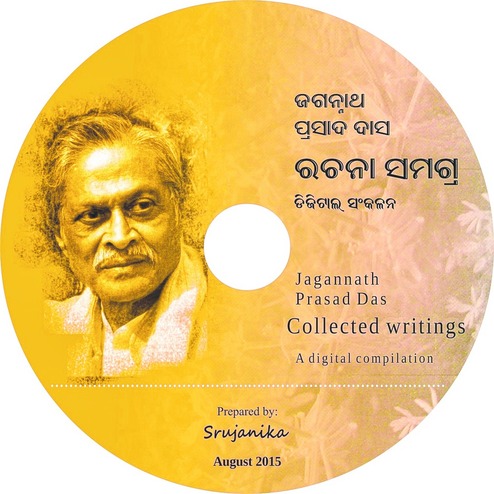 ଜଗନ୍ନାଥ
ପ୍ରସାଦ ଦାସ
ରଚନା ସମଗ୍ର
ଡିଜିଟାଲ୍ ସଂକଳନ
Jagannath
Prasad Das
Collected writings
A digital compilation
Prepared by:
Srujanika
August 2015